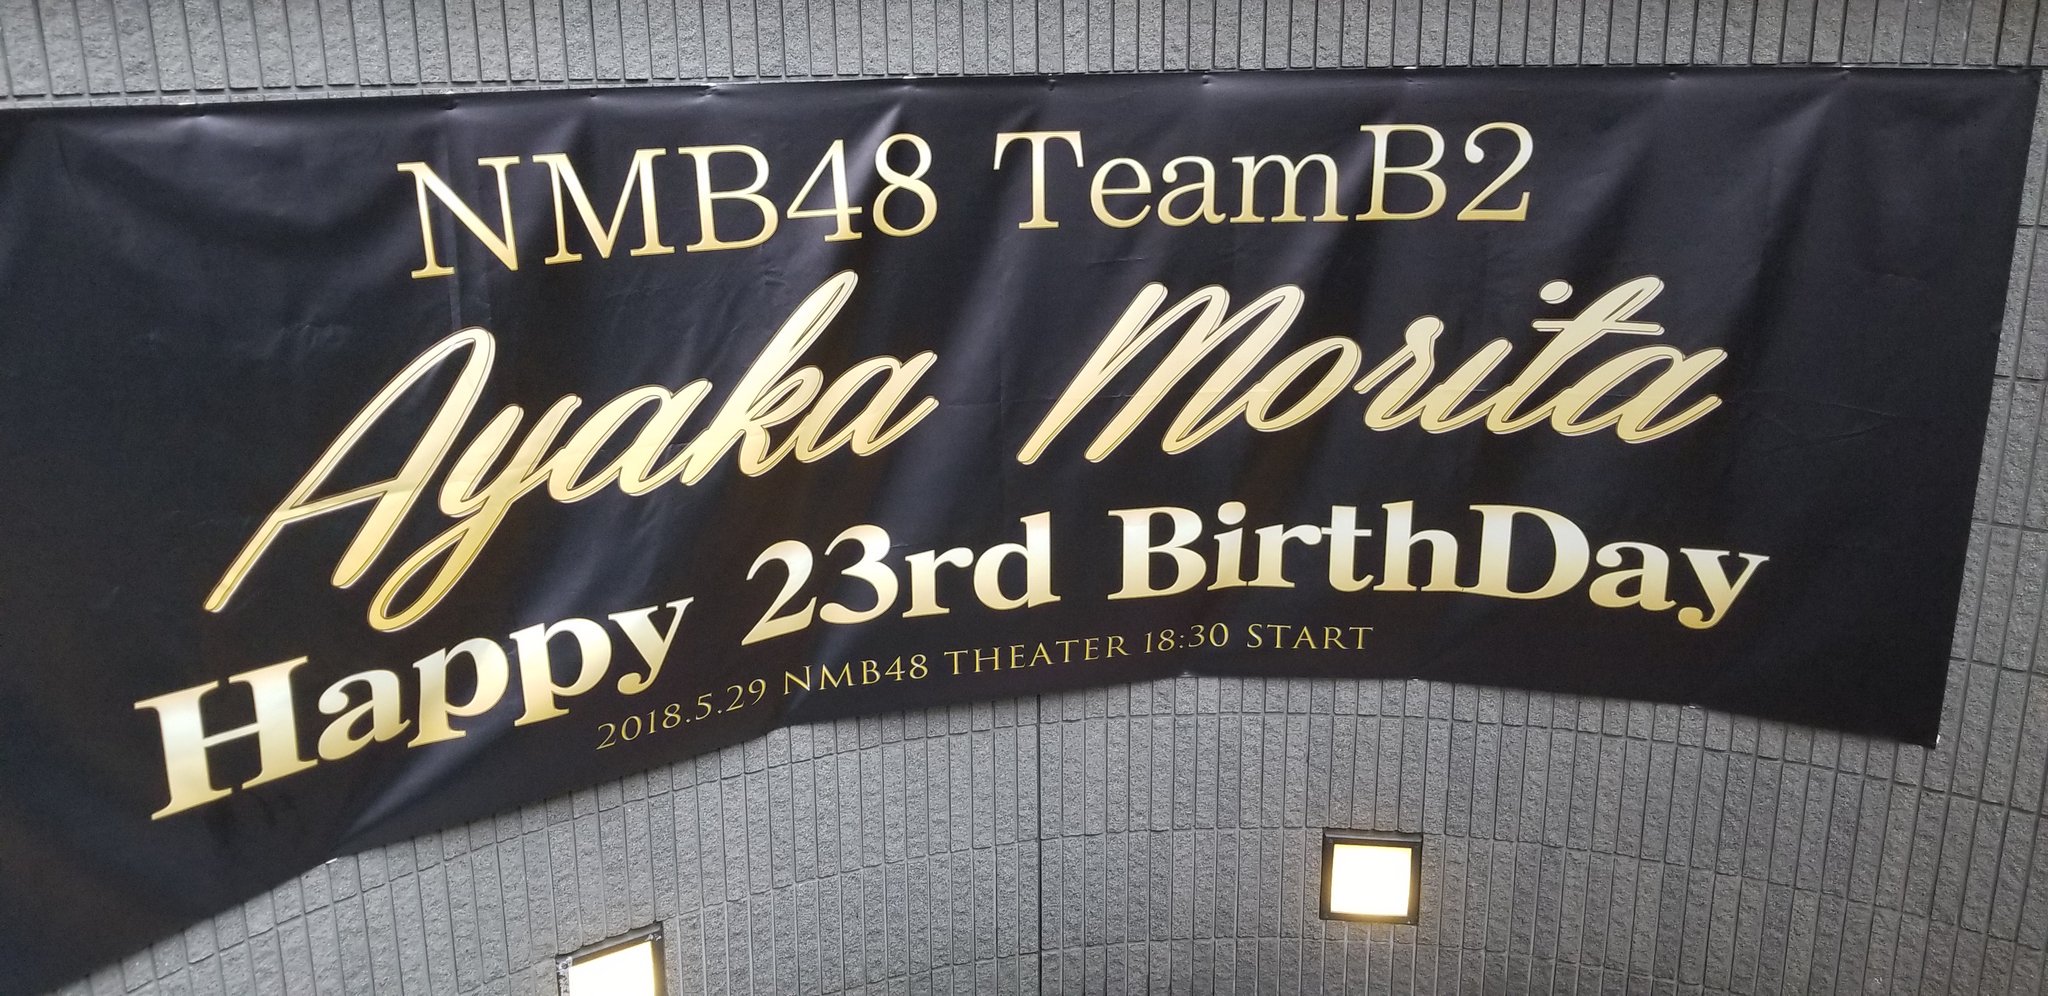 NMB48 TeamB2
Ayaka Morita
Happy 23rd BirthDay
2018.5.29 NMB48 THEATER 18:30 START